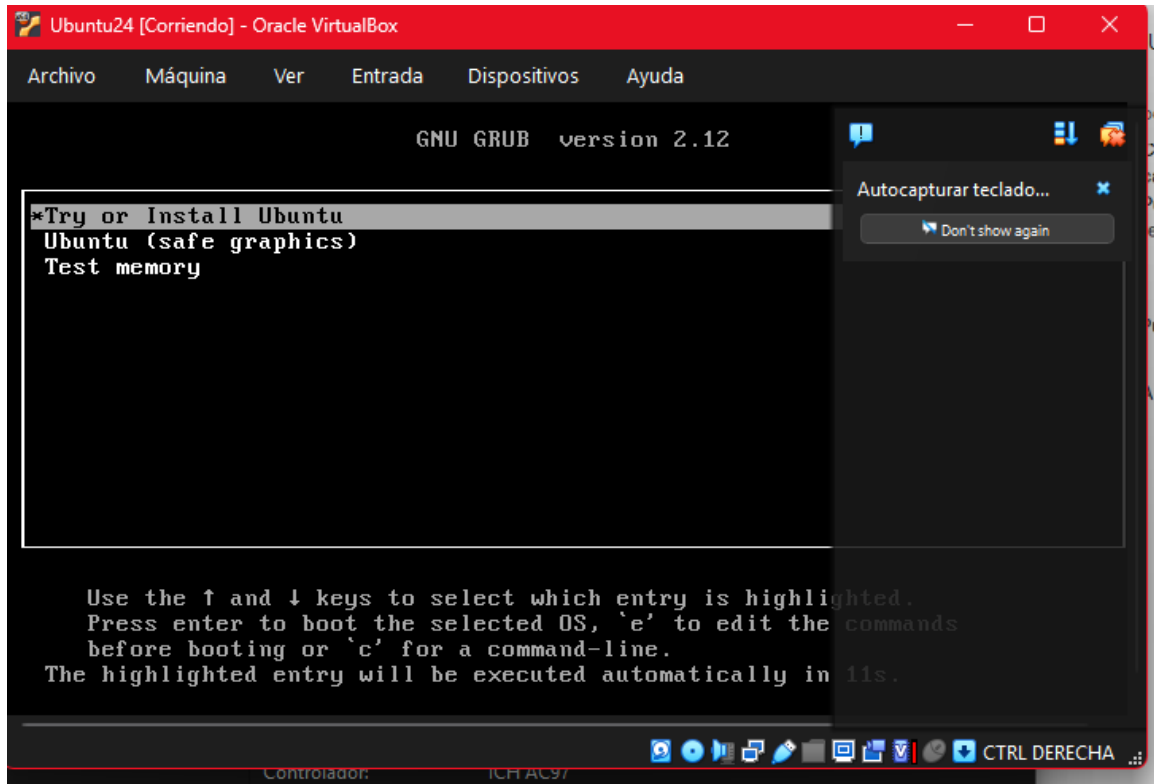 Ubuntu24 [Corriendo] - Oracle VirtualBox
Archivo Máquina Ver Entrada Dispositivos Ayuda
GNU GRUB version 2.12
Autocapturar teclado...
Don't show again
*Try or Install Ubuntu
Ubuntu (safe graphics)
Test memory
Use the ↑ and ↓ keys to select which entry is highlighted.
Press enter to boot the selected OS, `e' to edit the commands
before booting or `c' for a command-line.
The highlighted entry will be executed automatically in 11s.
CTRL DERECHA
Controlador: ICH AC97